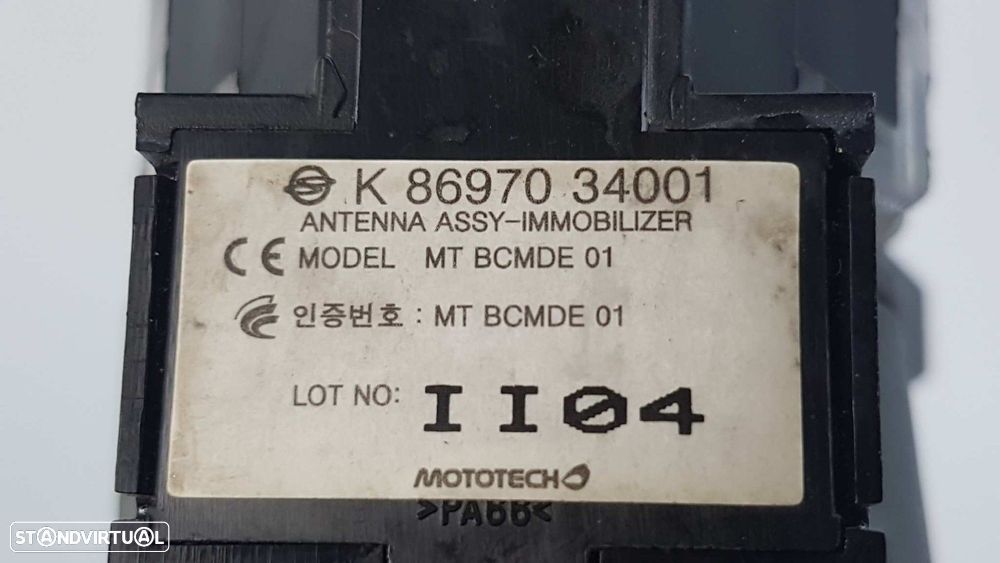 K 86970 34001
ANTENNA ASSY-IMMOBILIZER
CE MODEL MT BCMDE 01
인증번호 : MT BCMDE 01
LOT NO: II04
MOTOTECH
>PA66<
STANDVIRTUAL